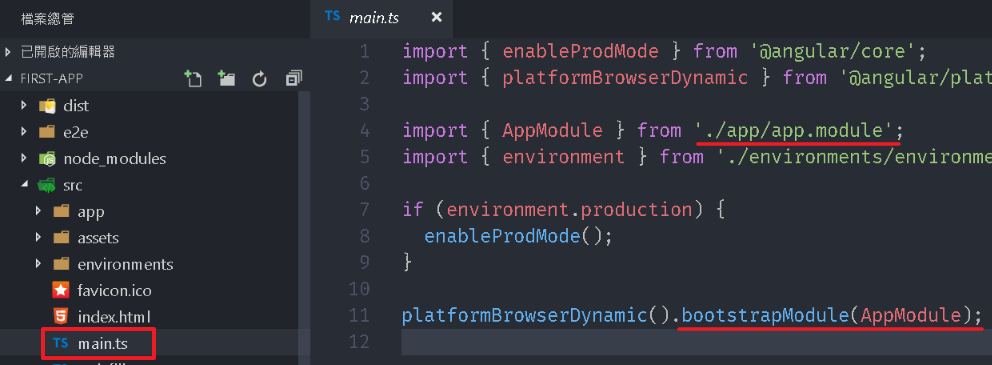 檔案總管
已開啟的編輯器
FIRST-APP
dist
e2e
node_modules
src
app
assets
environments
favicon.ico
index.html
TS main.ts
TS main.ts ×
1 import { enableProdMode } from '@angular/core';
2 import { platformBrowserDynamic } from '@angular/plat
3
4 import { AppModule } from './app/app.module';
5 import { environment } from './environments/environme
6
7 if (environment.production) {
8 enableProdMode();
9 }
10
11 platformBrowserDynamic().bootstrapModule(AppModule);
12